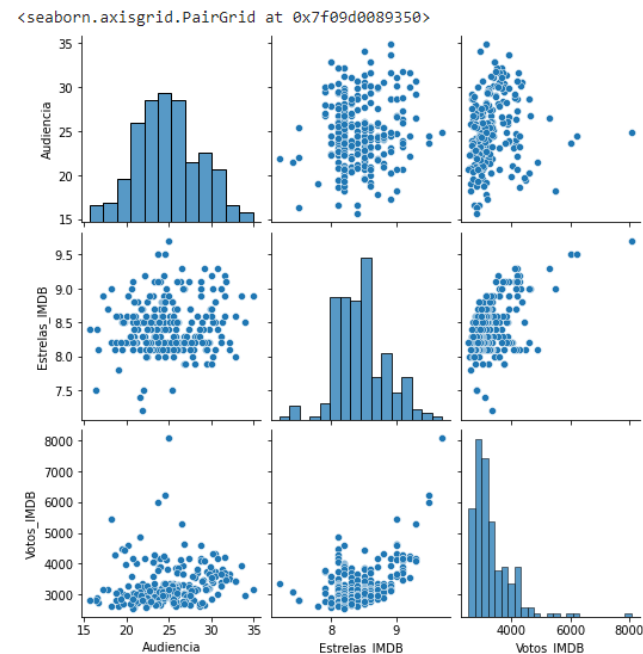 <seaborn.axisgrid.PairGrid at 0x7f09d0089350>
35
30
25
20
15
Audiencia
9.5
9.0
8.5
8.0
7.5
Estrelas_IMDB
8000
7000
6000
5000
4000
3000
Votos_IMDB
15 20 25 30 35
Audiencia
8 9
Estrelas_IMDB
4000 6000 8000
Votos_IMDB